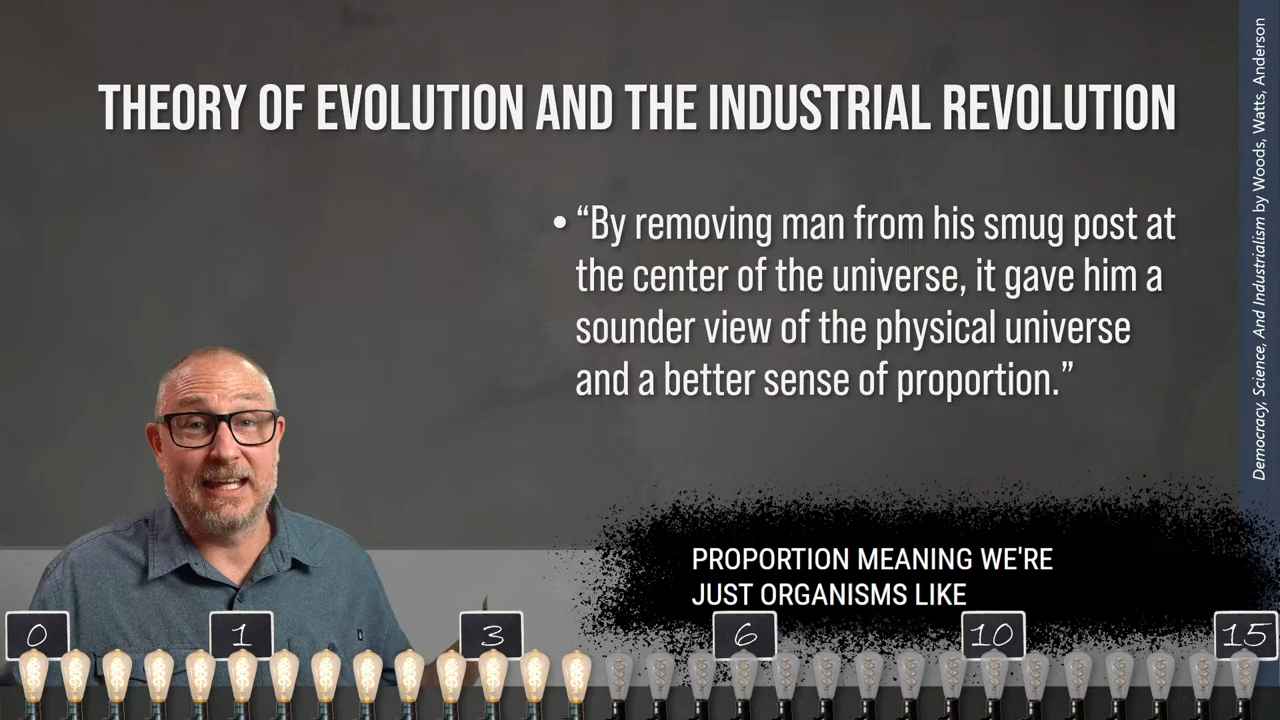 THEORY OF EVOLUTION AND THE INDUSTRIAL REVOLUTION
• “By removing man from his smug post at
the center of the universe, it gave him a
sounder view of the physical universe
and a better sense of proportion.”
Democracy, Science, And Industrialism by Woods, Watts, Anderson
PROPORTION MEANING WE'RE
JUST ORGANISMS LIKE
0 1 3 6 10 15